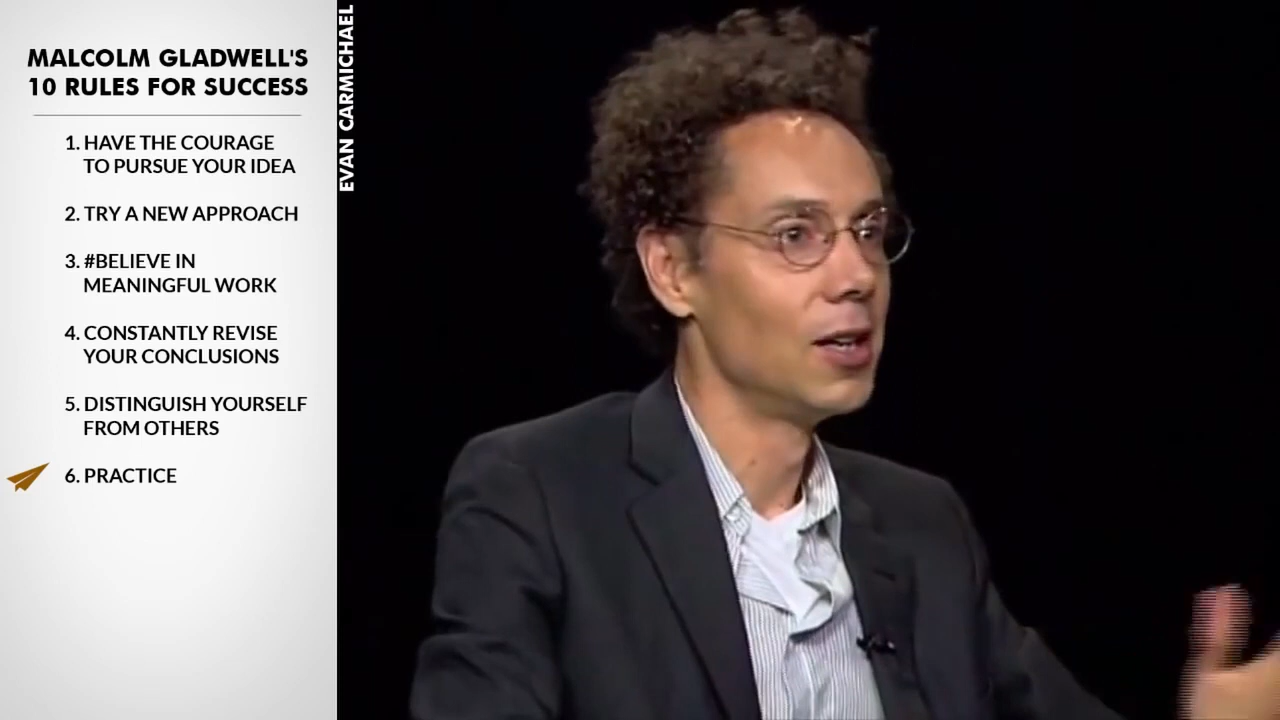 MALCOLM GLADWELL'S
10 RULES FOR SUCCESS
1. HAVE THE COURAGE
TO PURSUE YOUR IDEA
2. TRY A NEW APPROACH
3. #BELIEVE IN
MEANINGFUL WORK
4. CONSTANTLY REVISE
YOUR CONCLUSIONS
5. DISTINGUISH YOURSELF
FROM OTHERS
6. PRACTICE
EVAN CARMICHAEL